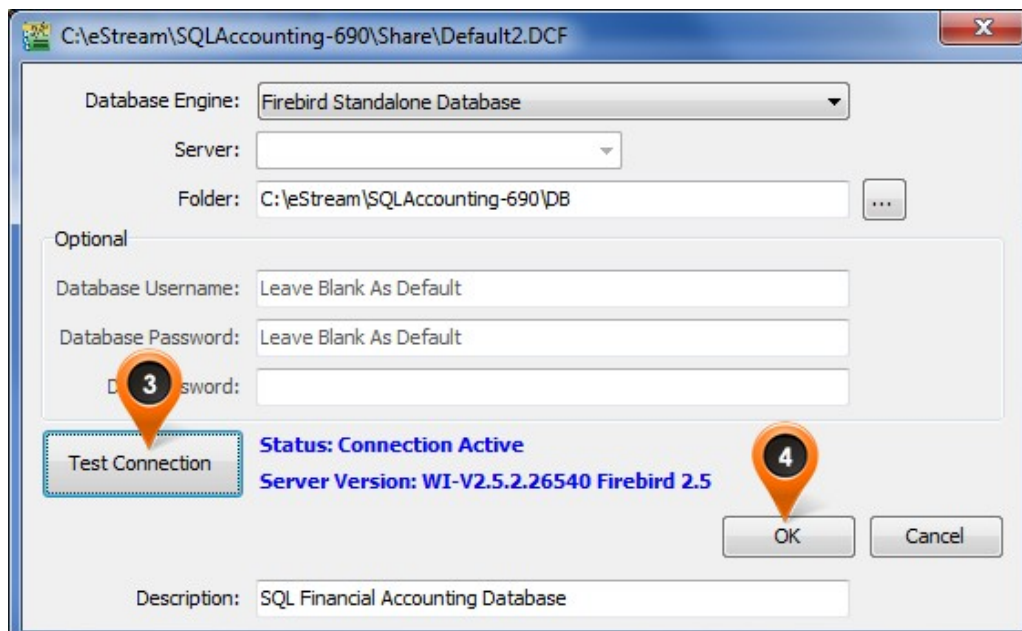 C:\eStream\SQLAccounting-690\Share\Default2.DCF
Database Engine: Firebird Standalone Database
Server:
Folder: C:\eStream\SQLAccounting-690\DB ...
Optional
Database Username: Leave Blank As Default
Database Password: Leave Blank As Default
3
Test Connection
Status: Connection Active
Server Version: WI-V2.5.2.26540 Firebird 2.5
4
OK Cancel
Description: SQL Financial Accounting Database